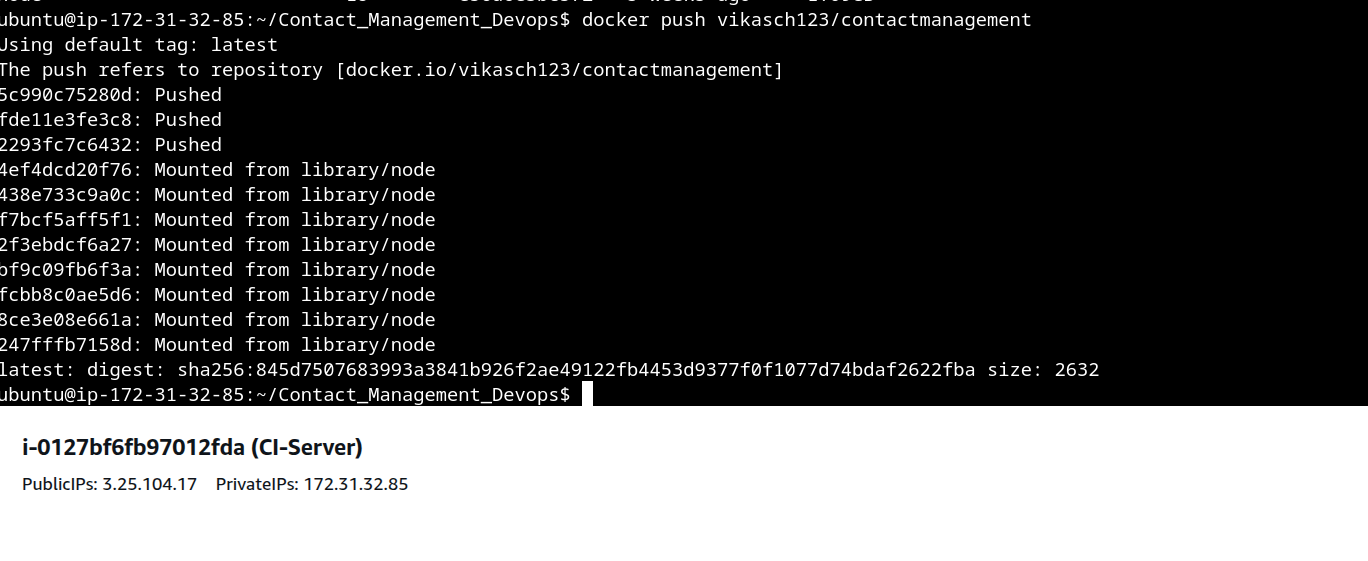 ubuntu@ip-172-31-32-85:~/Contact_Management_Devops$ docker push vikasch123/contactmanagement
Using default tag: latest
The push refers to repository [docker.io/vikasch123/contactmanagement]
5c990c75280d: Pushed
fde11e3fe3c8: Pushed
2293fc7c6432: Pushed
4ef4dcd20f76: Mounted from library/node
438e733c9a0c: Mounted from library/node
f7bcf5aff5f1: Mounted from library/node
2f3ebdcf6a27: Mounted from library/node
bf9c09fb6f3a: Mounted from library/node
fcbb8c0ae5d6: Mounted from library/node
8ce3e08e661a: Mounted from library/node
247fffb7158d: Mounted from library/node
latest: digest: sha256:845d7507683993a3841b926f2ae49122fb4453d9377f0f1077d74bdaf2622fba size: 2632
ubuntu@ip-172-31-32-85:~/Contact_Management_Devops$
i-0127bf6fb97012fda (CI-Server)
PublicIPs: 3.25.104.17 PrivateIPs: 172.31.32.85